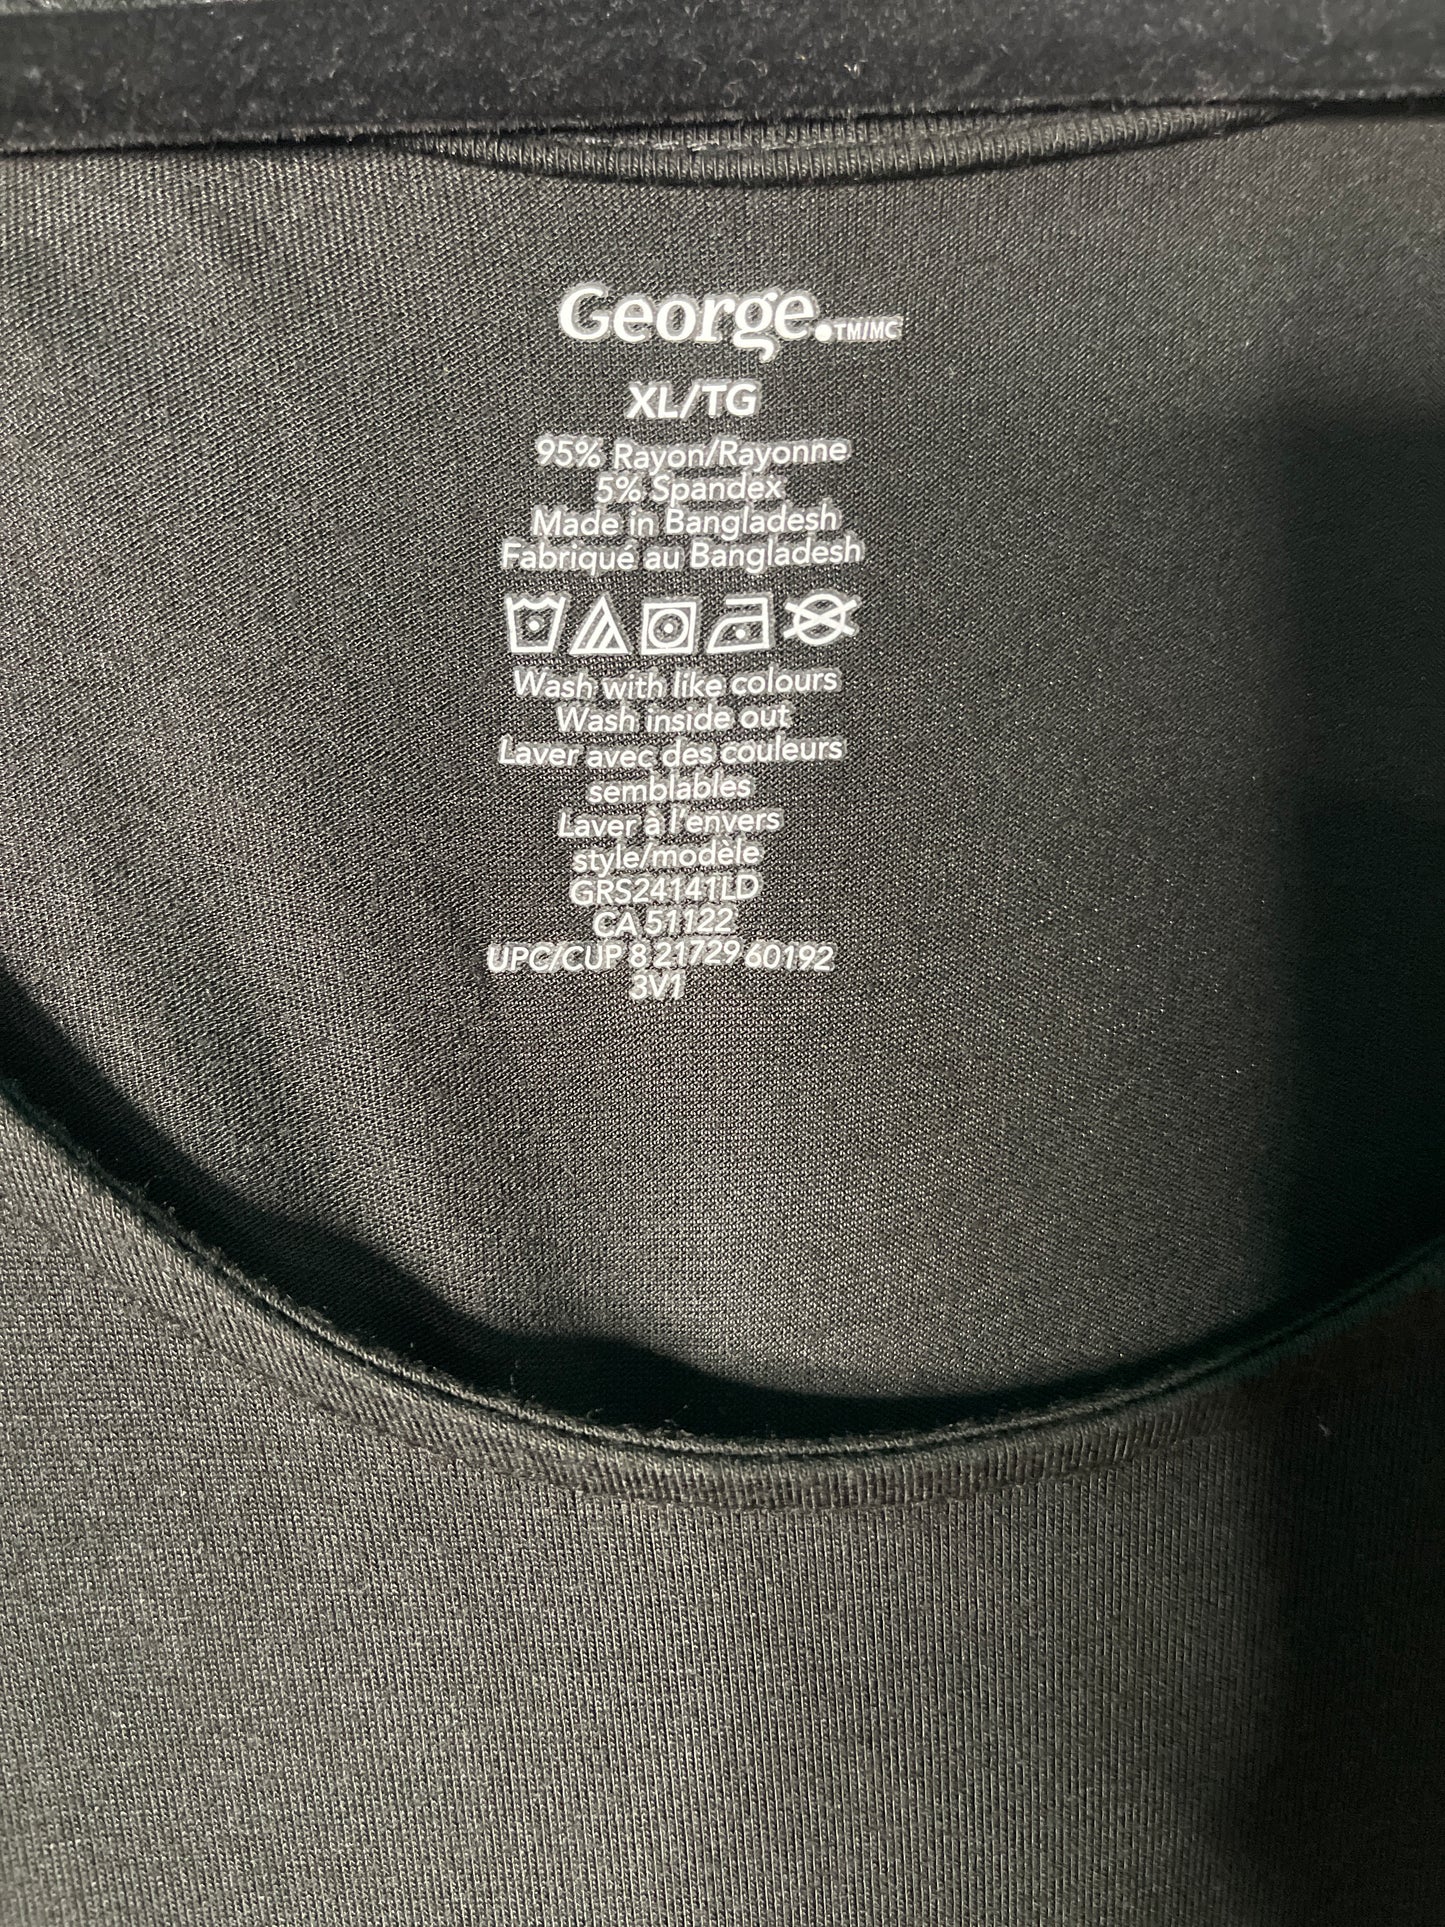 George.TM/MC
XL/TG
95% Rayon/Rayonne
5% Spandex
Made in Bangladesh
Fabriqué au Bangladesh
Wash with like colours
Wash inside out
Laver avec des couleurs
semblables
Laver à l'envers
style/modèle
GRS24141LD
CA 51122
UPC/CUP 8 21729 60192
3V1